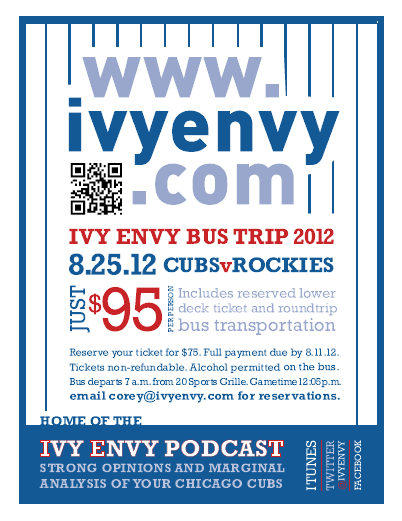 www.
ivyenvy
.com
IVY ENVY BUS TRIP 2012
8.25.12 CUBSvROCKIES
JUST $95 PER PERSON
Includes reserved lower
deck ticket and roundtrip
bus transportation
Reserve your ticket for $75. Full payment due by 8.11.12.
Tickets non-refundable. Alcohol permitted on the bus.
Bus departs 7 a.m. from 20 Sports Grille. Gametime 12:05p.m.
email corey@ivyenvy.com for reservations.
HOME OF THE
IVY ENVY PODCAST
STRONG OPINIONS AND MARGINAL
ANALYSIS OF YOUR CHICAGO CUBS
ITUNES
TWITTER
@IVYENVY
FACEBOOK